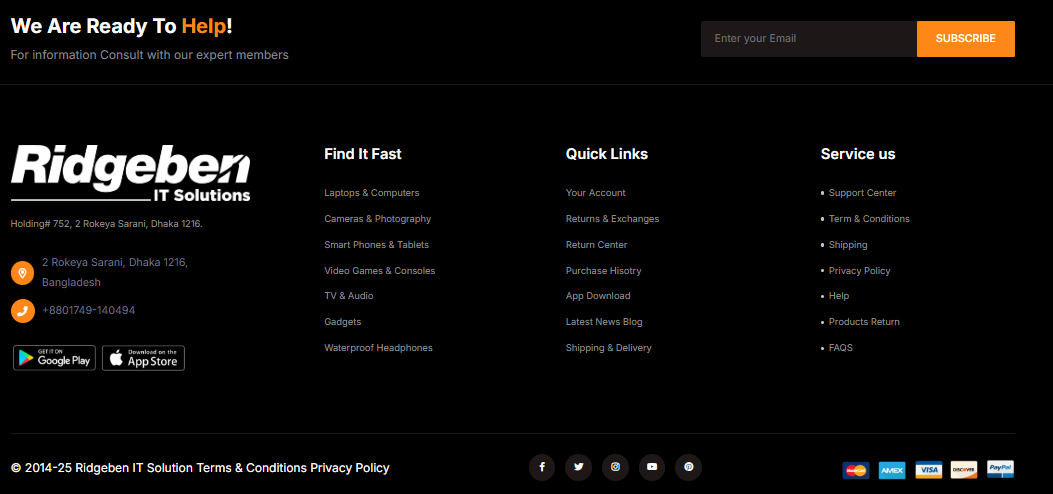 We Are Ready To Help!
For information Consult with our expert members
Enter your Email
SUBSCRIBE
Ridgeben
IT Solutions
Holding# 752, 2 Rokeya Sarani, Dhaka 1216.
2 Rokeya Sarani, Dhaka 1216,
Bangladesh
+8801749-140494
GET IT ON
Google Play
Download on the
App Store
Find It Fast
Laptops & Computers
Cameras & Photography
Smart Phones & Tablets
Video Games & Consoles
TV & Audio
Gadgets
Waterproof Headphones
Quick Links
Your Account
Returns & Exchanges
Return Center
Purchase Hisotry
App Download
Latest News Blog
Shipping & Delivery
Service us
Support Center
Term & Conditions
Shipping
Privacy Policy
Help
Products Return
FAQS
© 2014-25 Ridgeben IT Solution Terms & Conditions Privacy Policy
MasterCard
AMEX
VISA
DISCOVER
PayPal